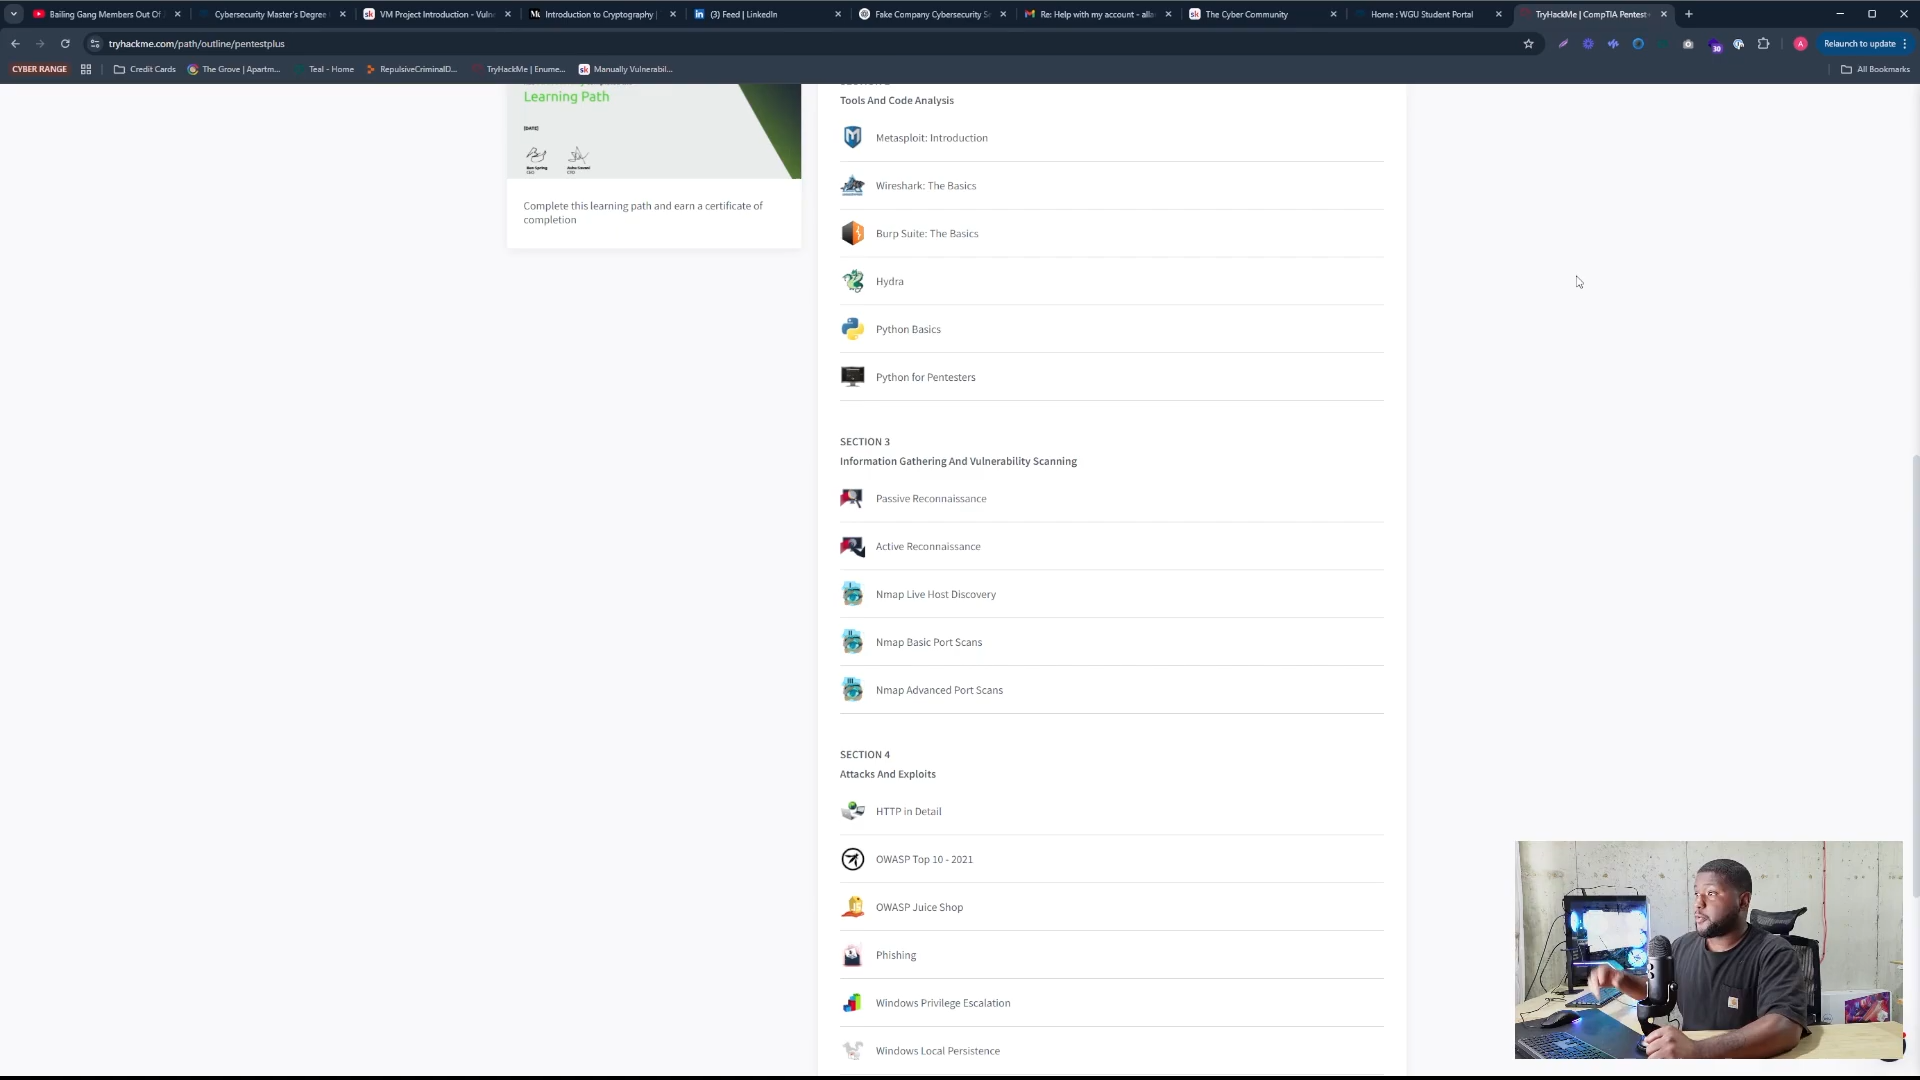 Bailing Gang Members Out Of
Cybersecurity Master's Degree
VM Project Introduction - Vuln
Introduction to Cryptography
(3) Feed | LinkedIn
Fake Company Cybersecurity S
Re: Help with my account - alla
The Cyber Community
Home : WGU Student Portal
TryHackMe | CompTIA Pentest
tryhackme.com/path/outline/pentestplus
30
A
Relaunch to update
CYBER RANGE
Credit Cards
The Grove | Apartm...
Teal - Home
RepulsiveCriminalD...
TryHackMe | Enume...
Manually Vulnerabil...
All Bookmarks
Learning Path
[DATE]
Ben Spring
CEO
CTO
Complete this learning path and earn a certificate of
completion
Tools And Code Analysis
Metasploit: Introduction
Wireshark: The Basics
Burp Suite: The Basics
Hydra
Python Basics
Python for Pentesters
SECTION 3
Information Gathering And Vulnerability Scanning
Passive Reconnaissance
Active Reconnaissance
Nmap Live Host Discovery
Nmap Basic Port Scans
Nmap Advanced Port Scans
SECTION 4
Attacks And Exploits
HTTP in Detail
OWASP Top 10 - 2021
OWASP Juice Shop
Phishing
Windows Privilege Escalation
Windows Local Persistence